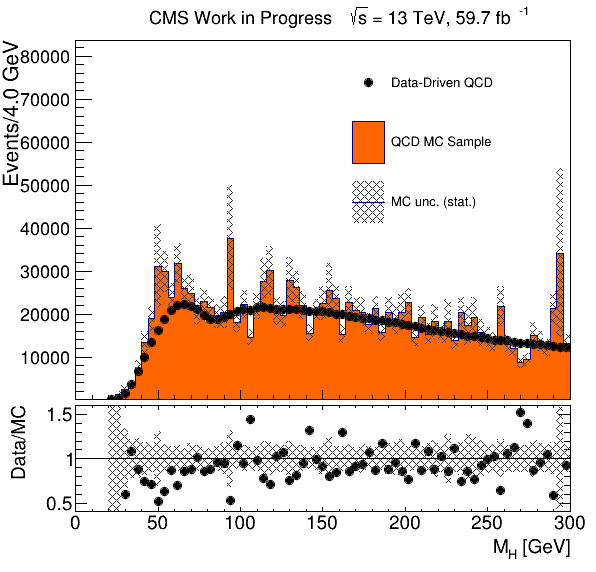 CMS Work in Progress √s = 13 TeV, 59.7 fb⁻¹
Events/4.0 GeV
80000
70000
60000
50000
40000
30000
20000
10000
Data-Driven QCD
QCD MC Sample
MC unc. (stat.)
Data/MC
1.5
1
0.5
0 50 100 150 200 250 300
M_H [GeV]